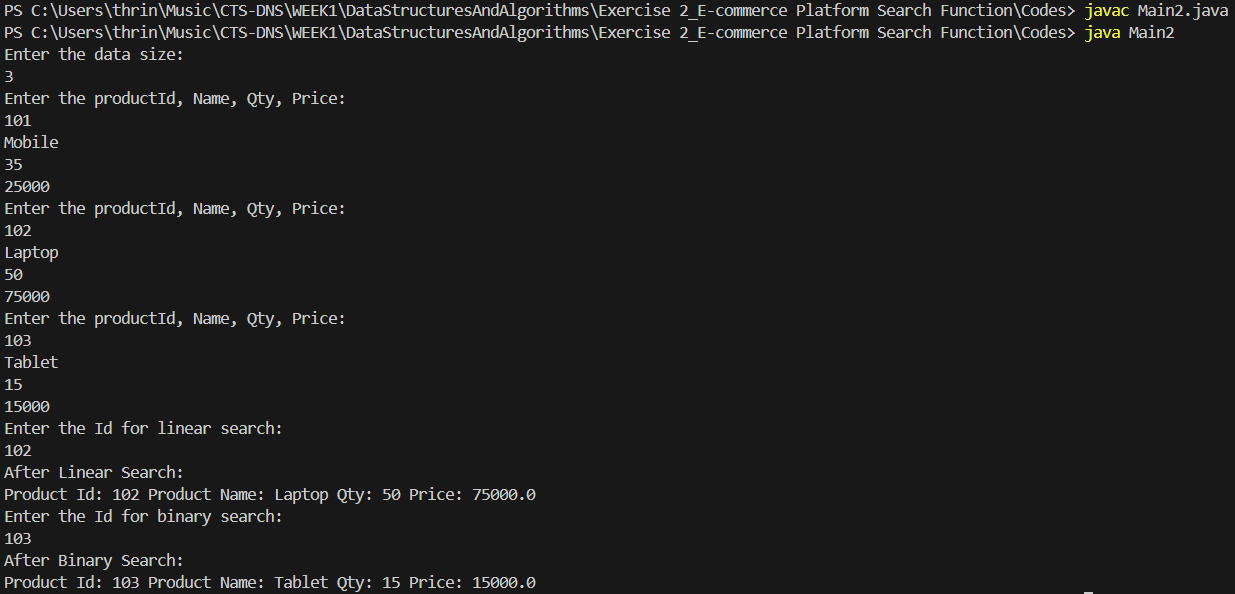 PS C:\Users\thrin\Music\CTS-DNS\WEEK1\DataStructuresAndAlgorithms\Exercise 2_E-commerce Platform Search Function\Codes> javac Main2.java
PS C:\Users\thrin\Music\CTS-DNS\WEEK1\DataStructuresAndAlgorithms\Exercise 2_E-commerce Platform Search Function\Codes> java Main2
Enter the data size:
3
Enter the productId, Name, Qty, Price:
101
Mobile
35
25000
Enter the productId, Name, Qty, Price:
102
Laptop
50
75000
Enter the productId, Name, Qty, Price:
103
Tablet
15
15000
Enter the Id for linear search:
102
After Linear Search:
Product Id: 102 Product Name: Laptop Qty: 50 Price: 75000.0
Enter the Id for binary search:
103
After Binary Search:
Product Id: 103 Product Name: Tablet Qty: 15 Price: 15000.0